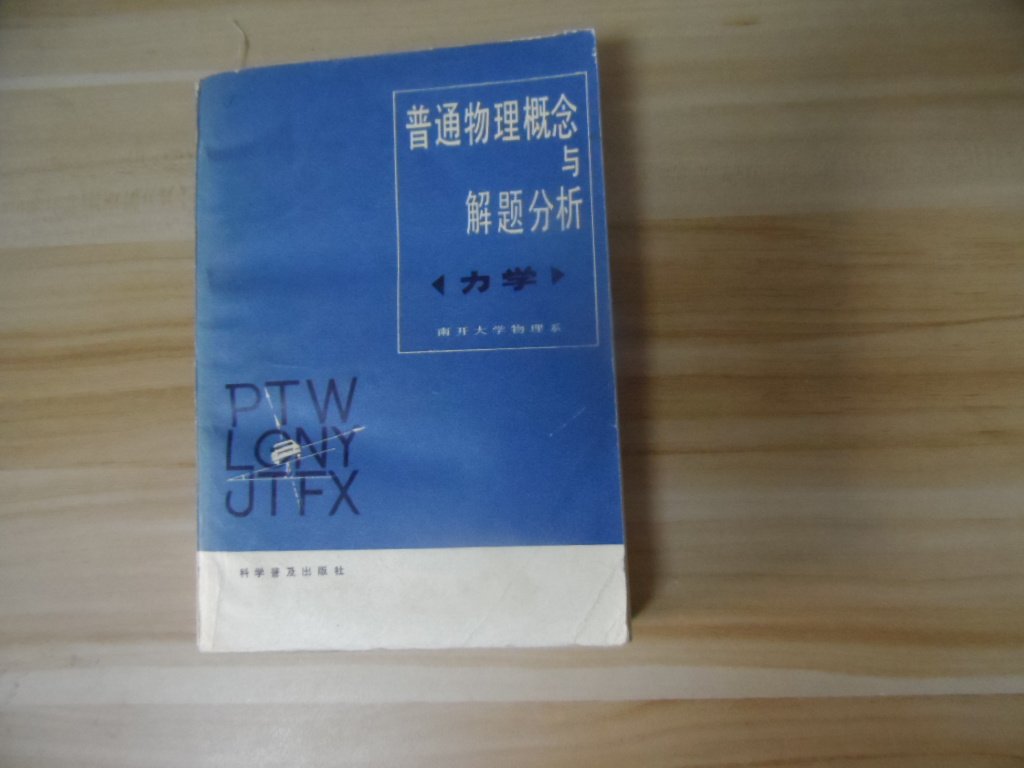 普通物理概念
与
解题分析
力学
南开大学物理系
PTW
LGNY
JTFX
科学普及出版社